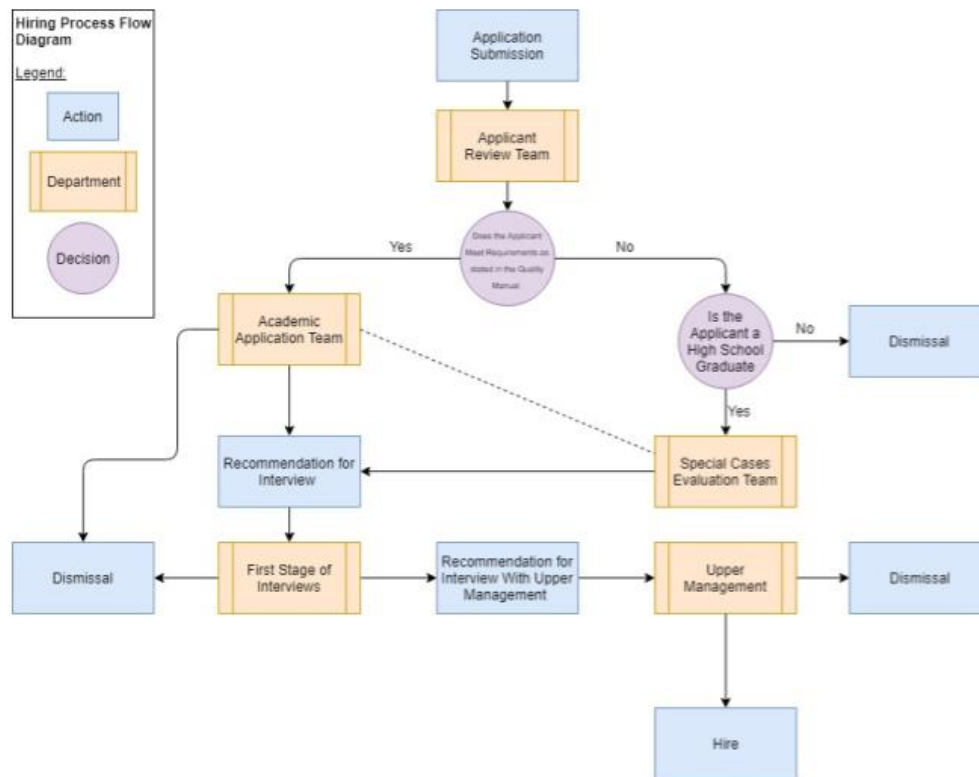 Hiring Process Flow
Diagram
Legend:
Action
Department
Decision
Application
Submission
Applicant
Review Team
Does the Applicant
Meet Requirements as
stated in the Quality
Manual
Yes
No
Academic
Application Team
Is the
Applicant a
High School
Graduate
No
Dismissal
Yes
Recommendation for
Interview
Special Cases
Evaluation Team
Dismissal
First Stage of
Interviews
Recommendation for
Interview With Upper
Management
Upper
Management
Dismissal
Hire